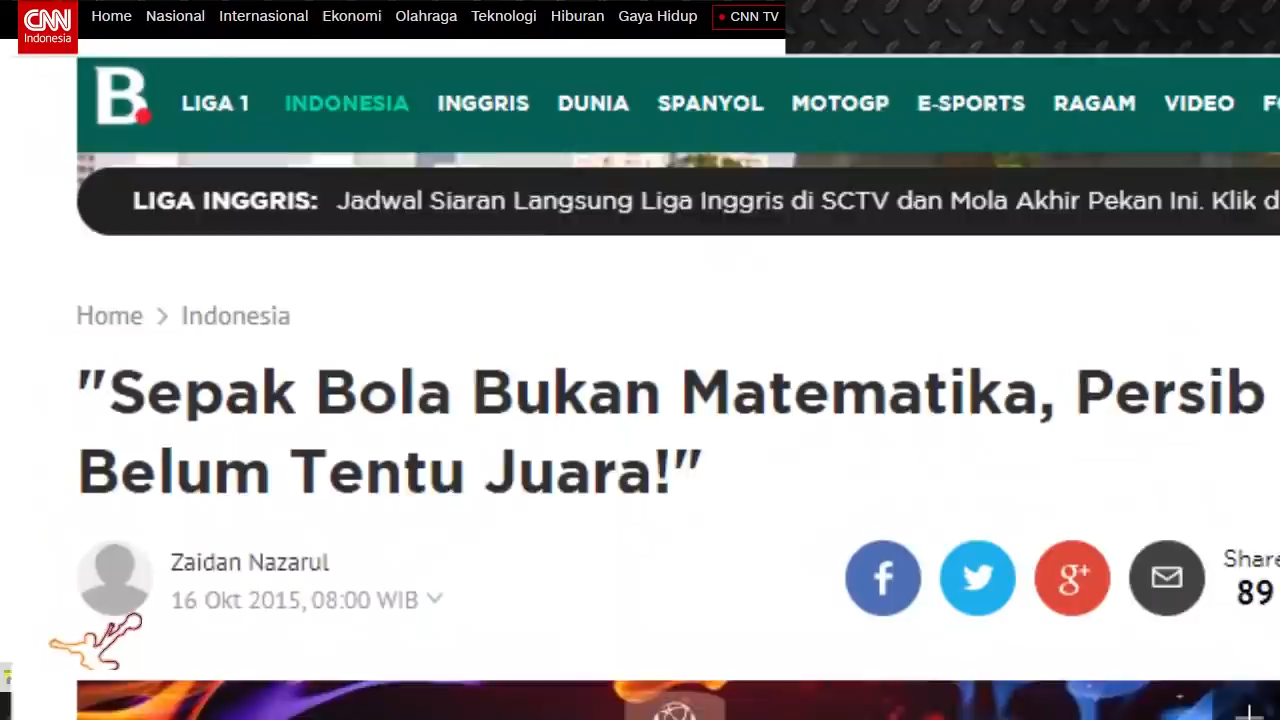 CNN
Indonesia
Home Nasional Internasional Ekonomi Olahraga Teknologi Hiburan Gaya Hidup CNN TV
B
LIGA 1 INDONESIA INGGRIS DUNIA SPANYOL MOTOGP E-SPORTS RAGAM VIDEO
LIGA INGGRIS: Jadwal Siaran Langsung Liga Inggris di SCTV dan Mola Akhir Pekan Ini. Klik d
Home > Indonesia
"Sepak Bola Bukan Matematika, Persib
Belum Tentu Juara!"
Zaidan Nazarul
16 Okt 2015, 08:00 WIB
f g+
Share
89